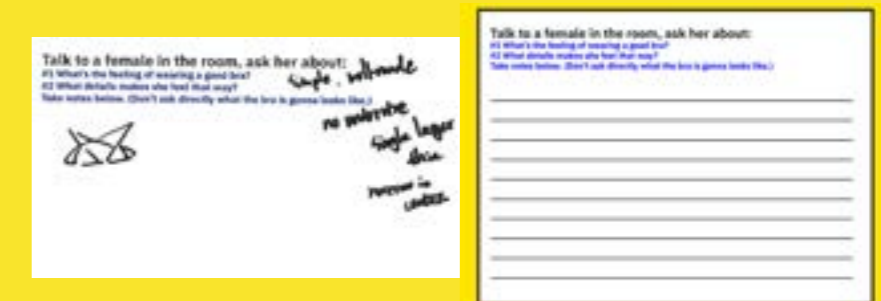 Talk to a female in the room, ask her about:
#1 What's the feeling of wearing a good bra?
#2 What details makes she feel that way?
Take notes below. (Don't ask directly what the bra is gonna looks like.)
single
no
single layer
in
Talk to a female in the room, ask her about:
#1 What's the feeling of wearing a good bra?
#2 What details makes she feel that way?
Take notes below. (Don't ask directly what the bra is gonna looks like.)